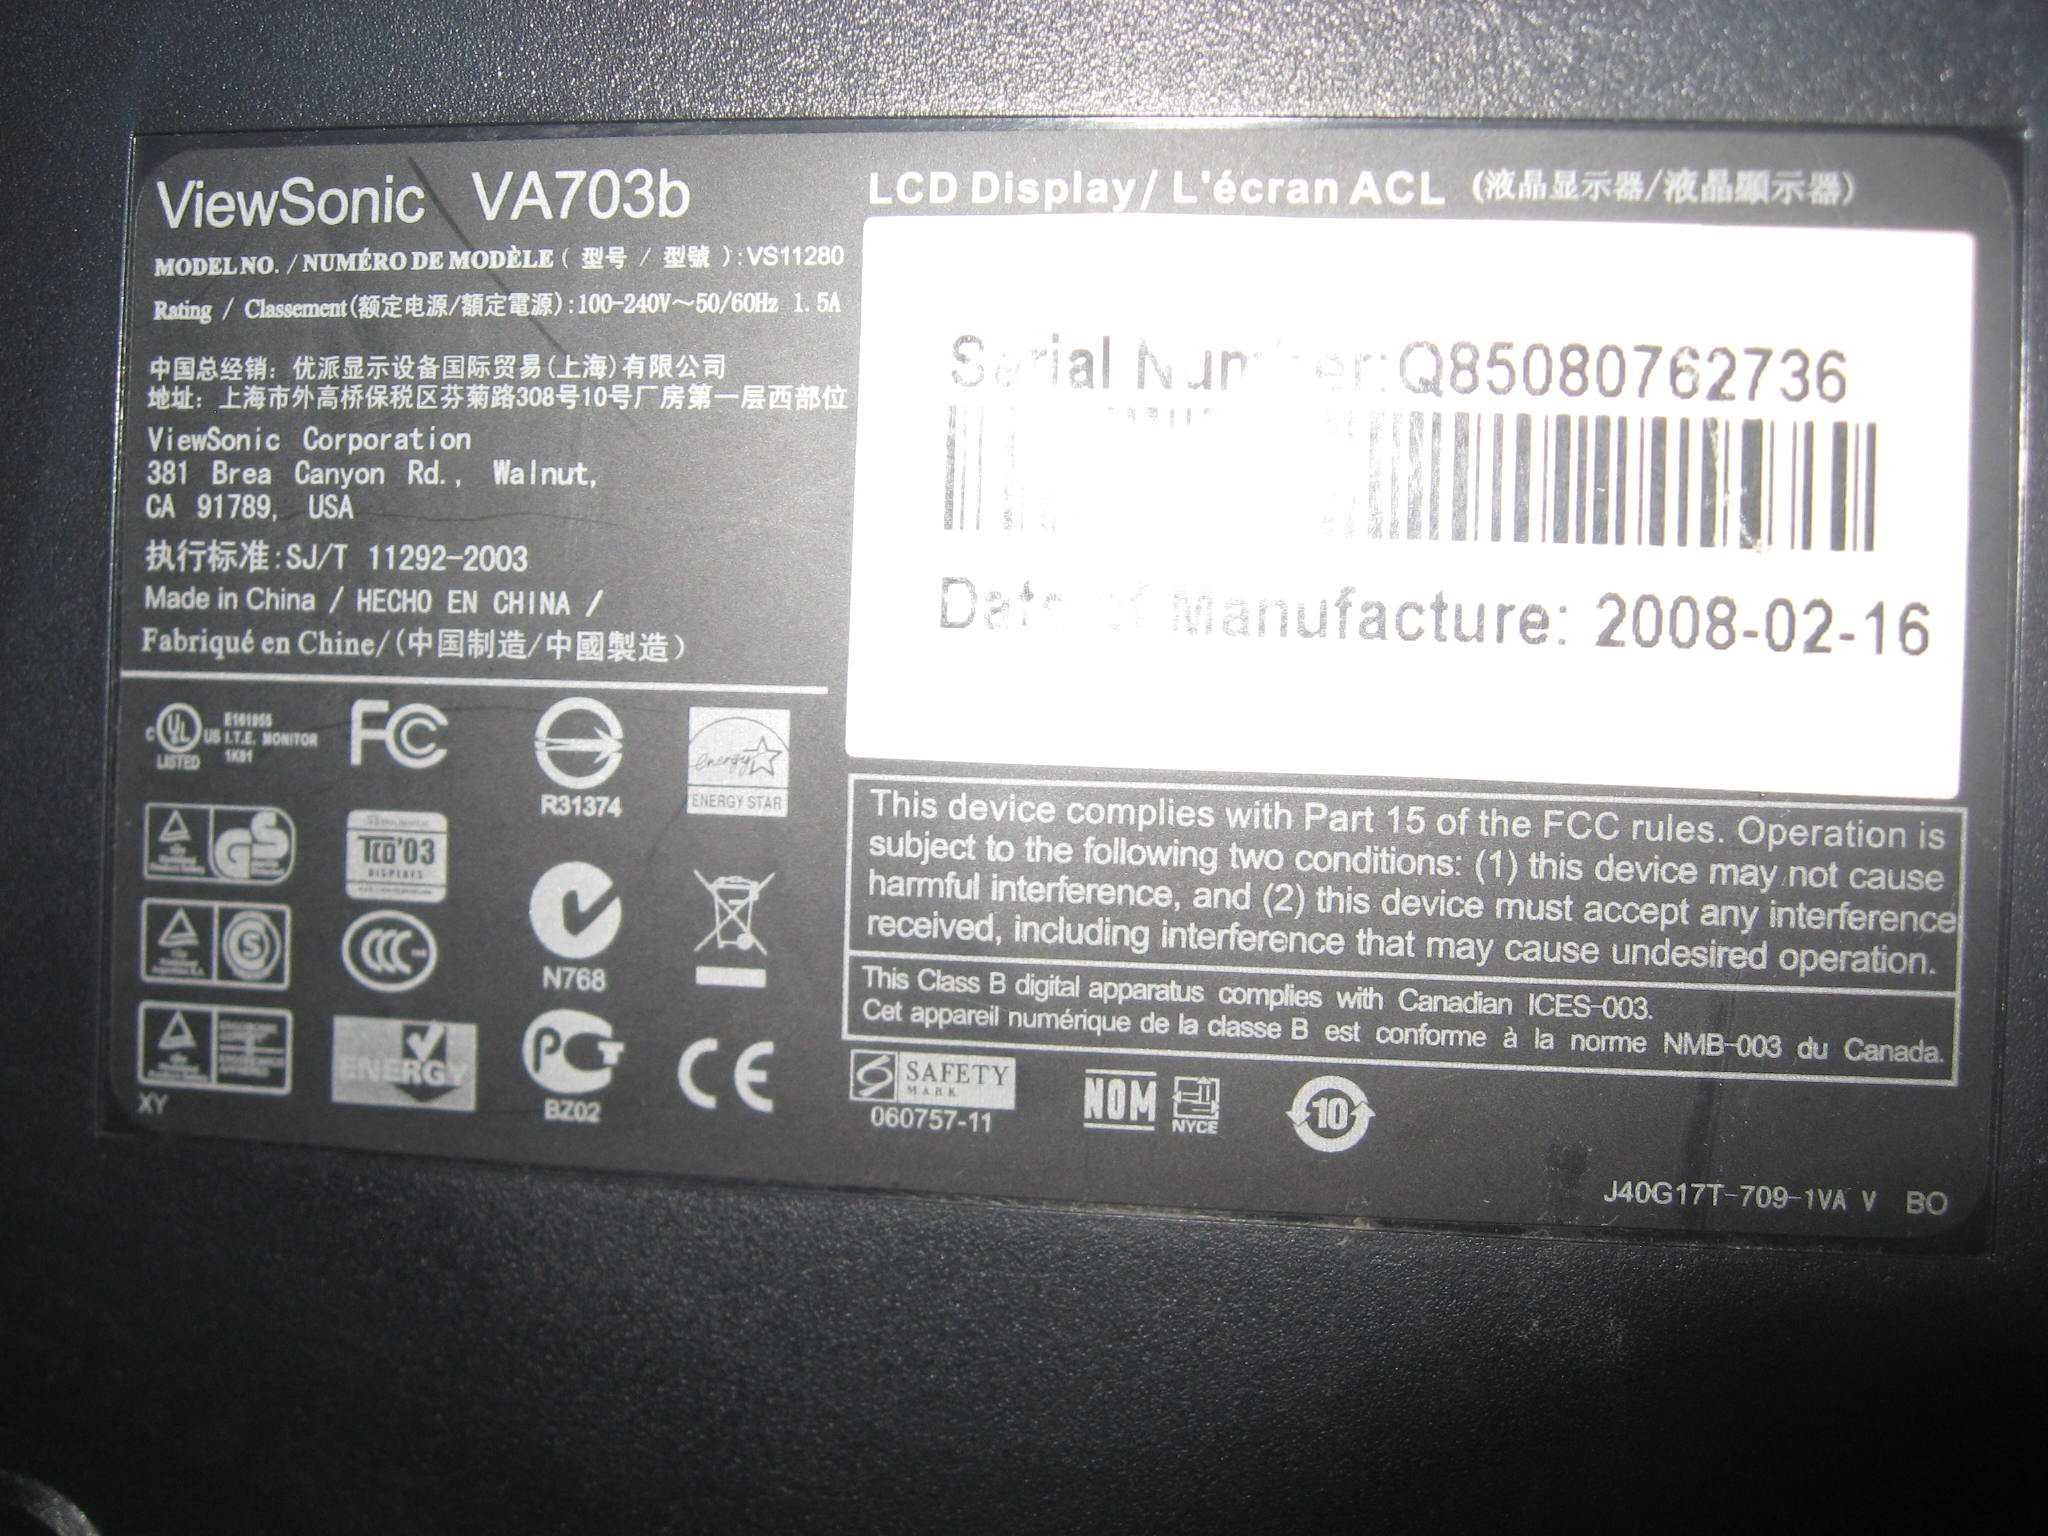 ViewSonic VA703b
MODEL NO. / NUMÉRO DE MODÈLE ( 型号 / 型號 ):VS11280
Rating / Classement(额定电源/額定電源):100-240V~50/60Hz 1.5A
中国总经销: 优派显示设备国际贸易(上海)有限公司
地址: 上海市外高桥保税区芬菊路308号10号厂房第一层西部位
ViewSonic Corporation
381 Brea Canyon Rd., Walnut,
CA 91789, USA
执行标准:SJ/T 11292-2003
Made in China / HECHO EN CHINA /
Fabriqué en Chine/(中国制造/中國製造)
LCD Display/ L'écran ACL (液晶显示器/液晶顯示器)
Serial Number:Q85080762736
Date of Manufacture: 2008-02-16
C UL US LISTED
E161955
I.T.E. MONITOR
1K81
FC
R31374
energy
ENERGY STAR
GS
TCO'03
DISPLAYS
N768
S
CCC
ENERGY
PCT
BZ02
CE
XY
This device complies with Part 15 of the FCC rules. Operation is
subject to the following two conditions: (1) this device may not cause
harmful interference, and (2) this device must accept any interference
received, including interference that may cause undesired operation.
This Class B digital apparatus complies with Canadian ICES-003.
Cet appareil numérique de la classe B est conforme à la norme NMB-003 du Canada.
SAFETY
MARK
060757-11
NOM
NYCE
10
J40G17T-709-1VA V BO